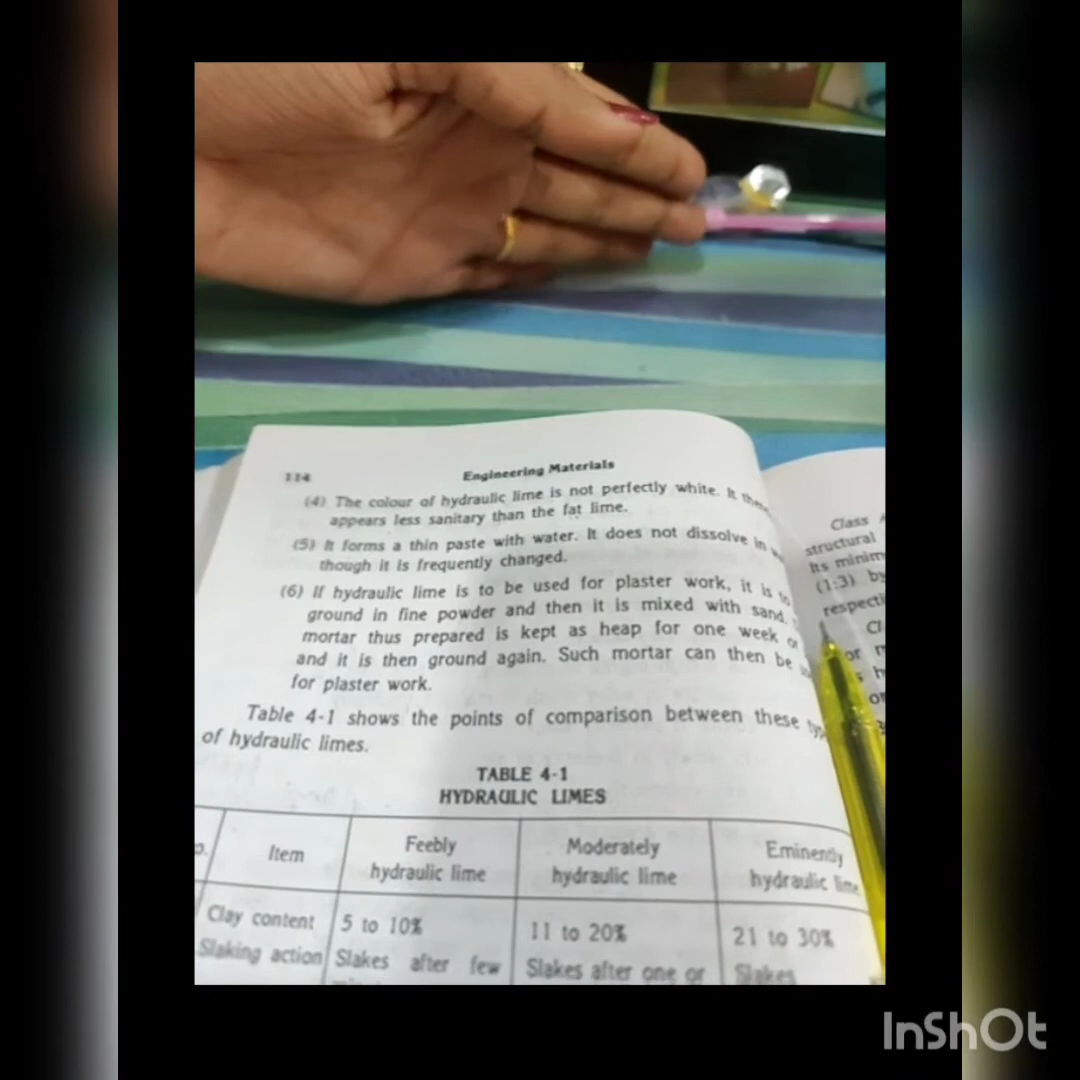 114
Engineering Materials
(4) The colour of hydraulic lime is not perfectly white. It
appears less sanitary than the fat lime.
(5) It forms a thin paste with water. It does not dissolve in
though it is frequently changed.
(6) If hydraulic lime is to be used for plaster work, it is to
ground in fine powder and then it is mixed with sand.
mortar thus prepared is kept as heap for one week
and it is then ground again. Such mortar can then be
for plaster work.
Table 4-1 shows the points of comparison between these
of hydraulic limes.
TABLE 4-1
HYDRAULIC LIMES
Item Feebly hydraulic lime Moderately hydraulic lime Eminently hydraulic lime
Clay content 5 to 10% 11 to 20% 21 to 30%
Slaking action Slakes after few Slakes after one or Slakes
Class
structural
Its minim
(1:3) by
respecti
Cl
or
InShOt